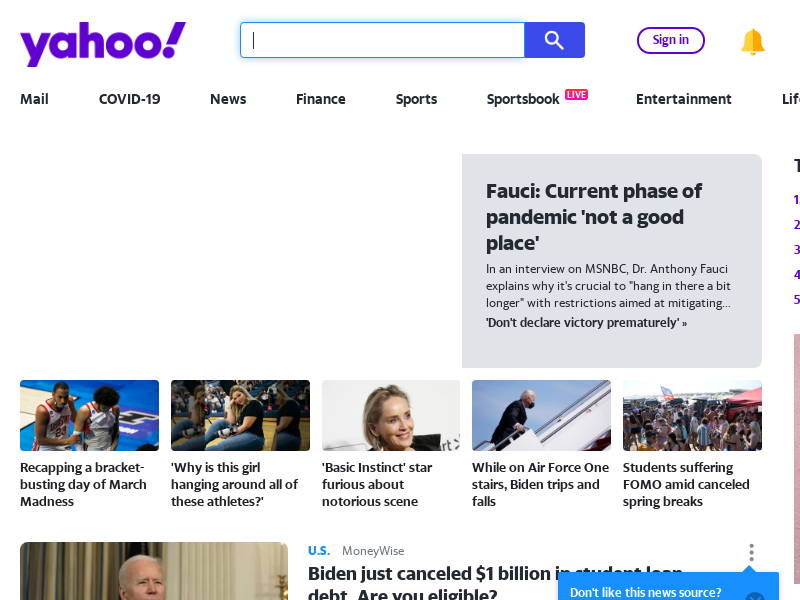 yahoo!
Sign in
Mail
COVID-19
News
Finance
Sports
Sportsbook LIVE
Entertainment
Fauci: Current phase of
pandemic 'not a good
place'
In an interview on MSNBC, Dr. Anthony Fauci
explains why it's crucial to "hang in there a bit
longer" with restrictions aimed at mitigating...
'Don't declare victory prematurely' »
1.
2
3
4
5
Recapping a bracket-
busting day of March
Madness
'Why is this girl
hanging around all of
these athletes?'
'Basic Instinct' star
furious about
notorious scene
While on Air Force One
stairs, Biden trips and
falls
Students suffering
FOMO amid canceled
spring breaks
U.S. MoneyWise
Biden just canceled $1 billion in student loan
debt. Are you eligible?
Don't like this news source?